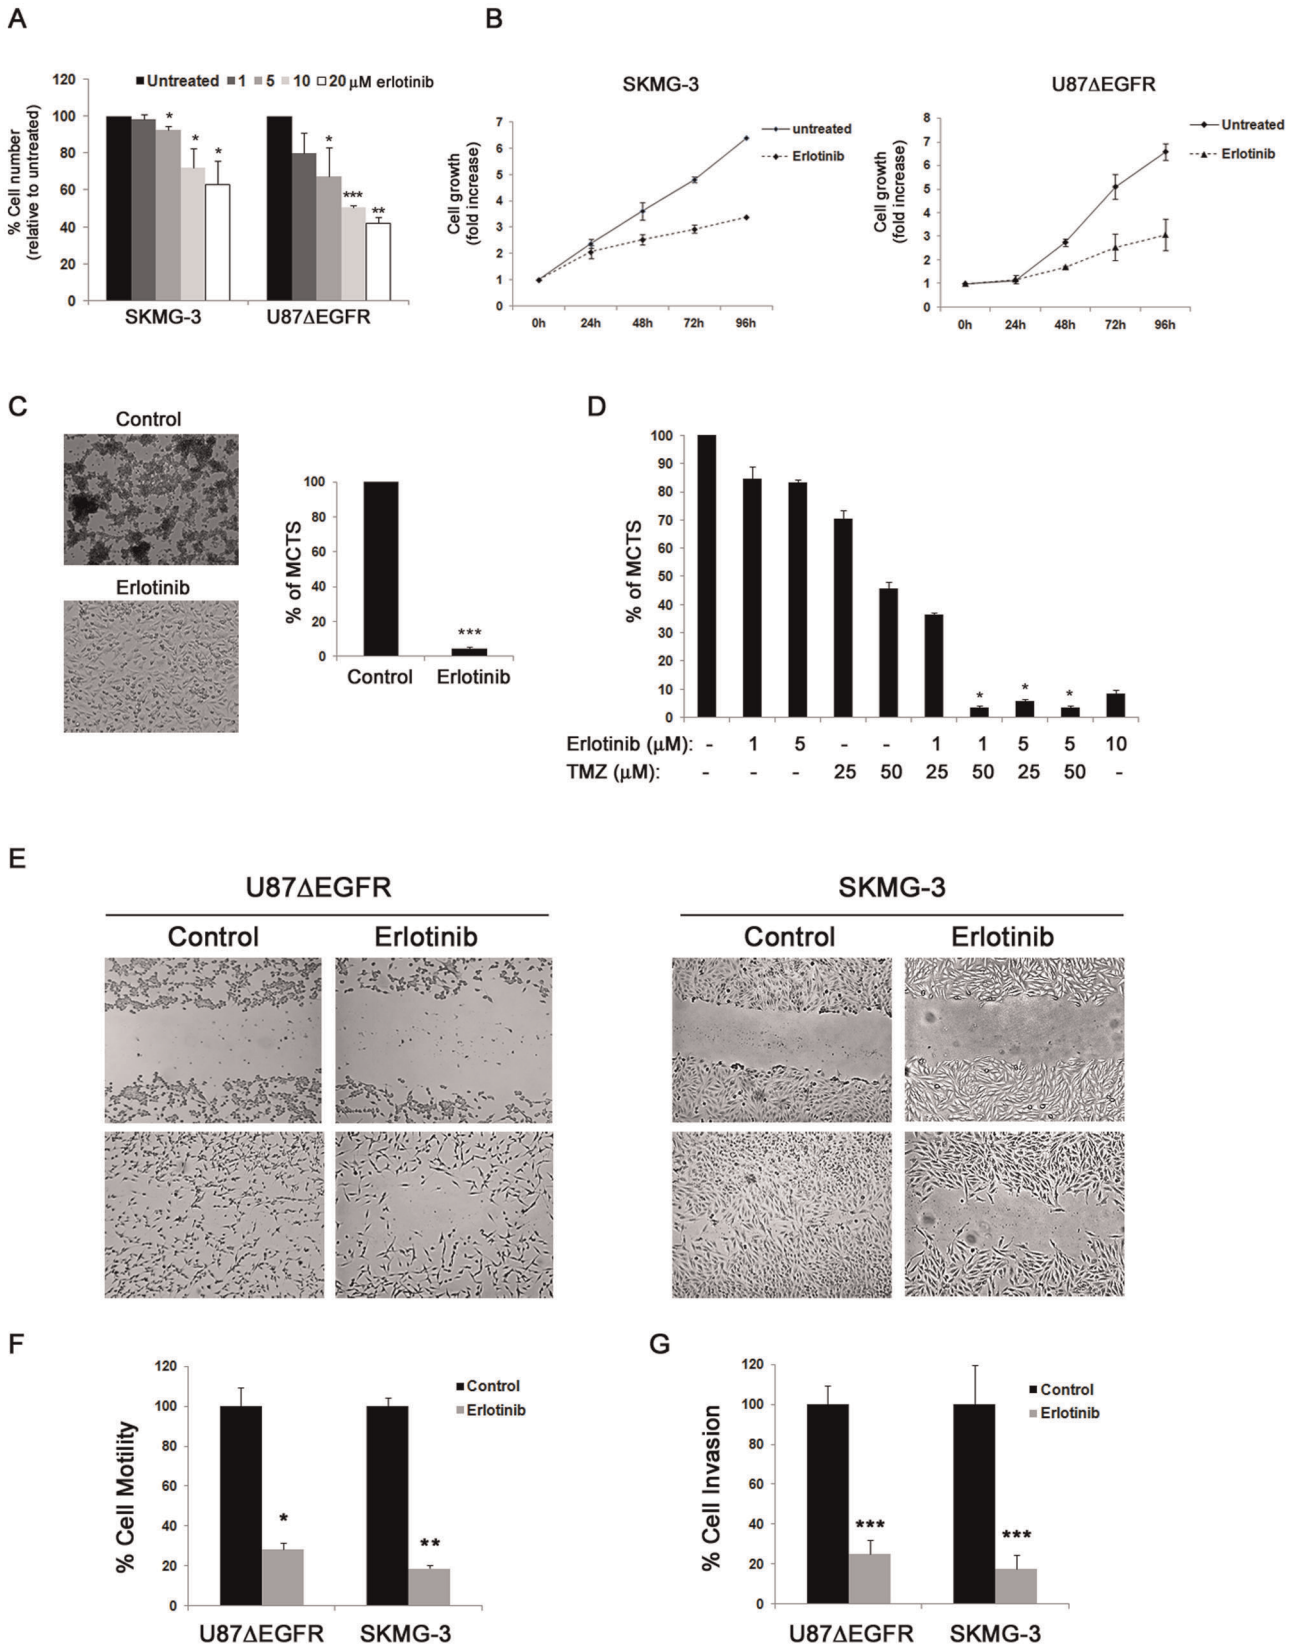 A
B
Untreated 1 5 10 20 μM erlotinib
% Cell number
(relative to untreated)
120
100
80
60
40
20
0
* * * * *** **
SKMG-3 U87ΔEGFR
SKMG-3
Cell growth
(fold increase)
7
6
5
4
3
2
1
0
untreated
Erlotinib
0h 24h 48h 72h 96h
U87ΔEGFR
Cell growth
(fold increase)
8
7
6
5
4
3
2
1
0
Untreated
Erlotinib
0h 24h 48h 72h 96h
C
Control
Erlotinib
% of MCTS
100
80
60
40
20
0
***
Control Erlotinib
D
% of MCTS
100
90
80
70
60
50
40
30
20
10
0
* * *
Erlotinib (μM): - 1 5 - - 1 1 5 5 10
TMZ (μM): - - - 25 50 25 50 25 50 -
E
U87ΔEGFR
Control Erlotinib
SKMG-3
Control Erlotinib
F
% Cell Motility
120
100
80
60
40
20
0
Control
Erlotinib
* **
U87ΔEGFR SKMG-3
G
% Cell Invasion
120
100
80
60
40
20
0
Control
Erlotinib
*** ***
U87ΔEGFR SKMG-3